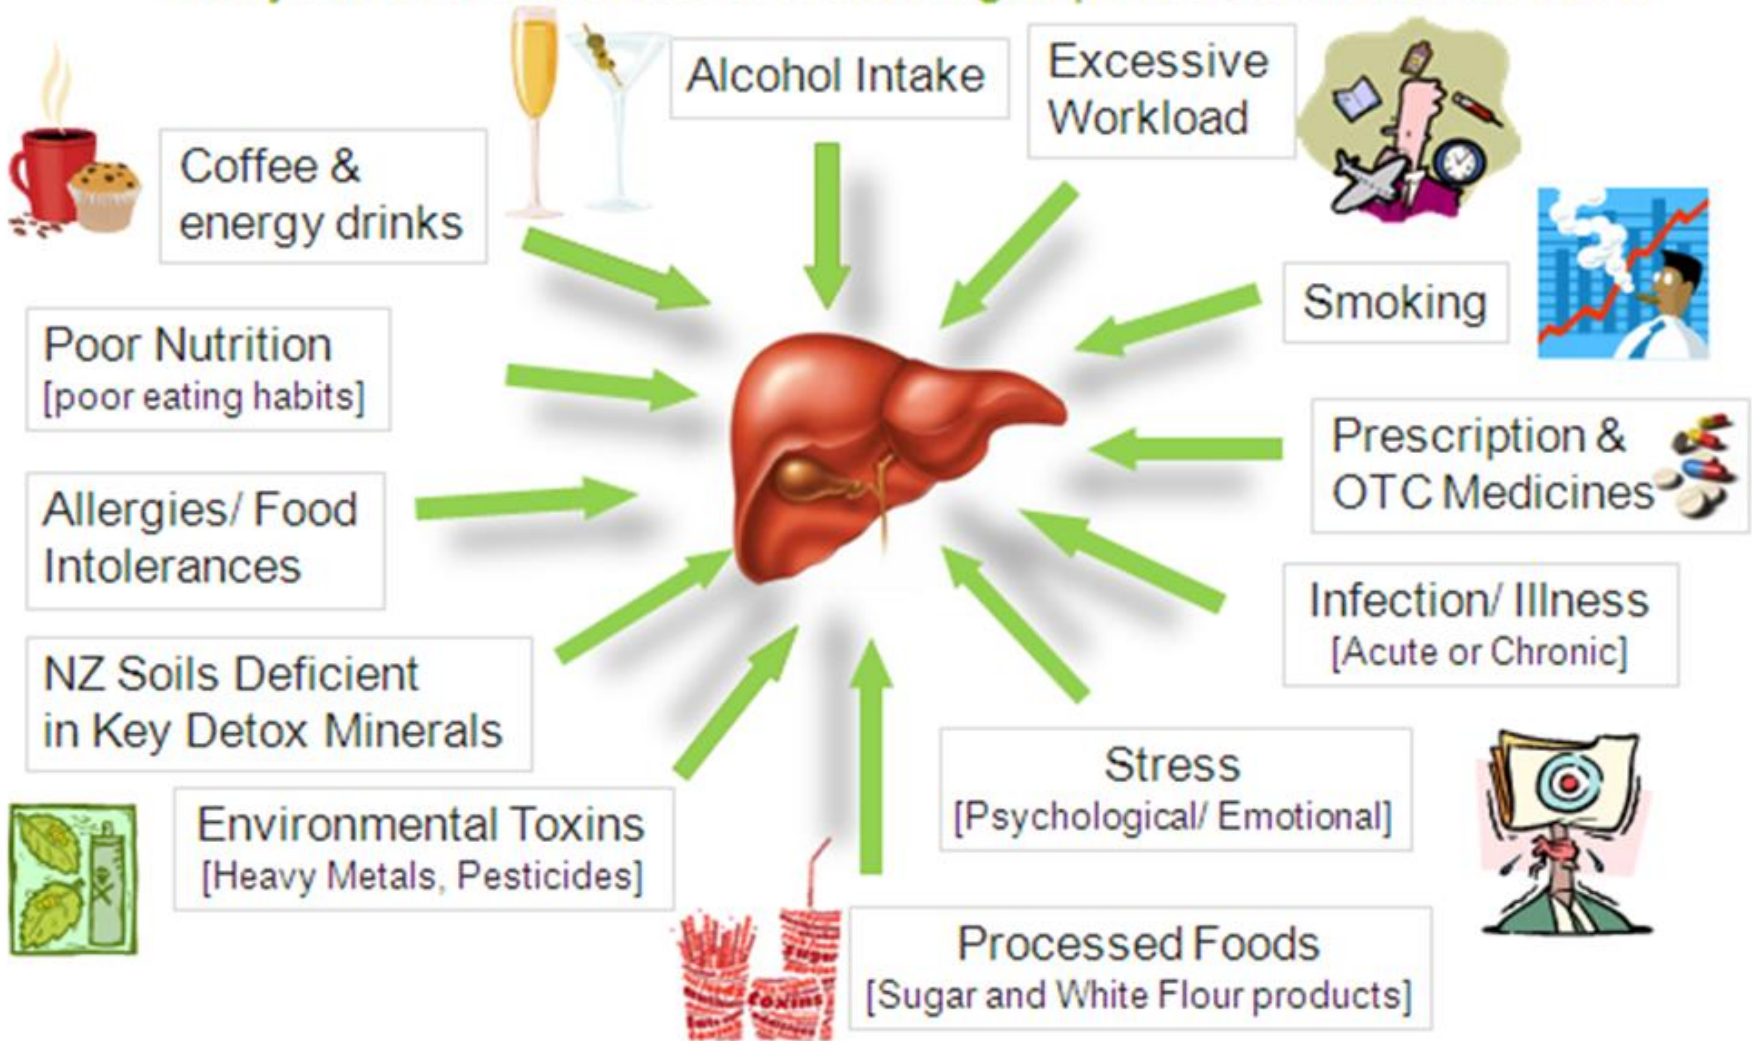 Alcohol Intake
Excessive
Workload
Coffee &
energy drinks
Smoking
Poor Nutrition
[poor eating habits]
Prescription &
OTC Medicines
Allergies/ Food
Intolerances
Infection/ Illness
[Acute or Chronic]
NZ Soils Deficient
in Key Detox Minerals
Stress
[Psychological/ Emotional]
Environmental Toxins
[Heavy Metals, Pesticides]
Processed Foods
[Sugar and White Flour products]
sugar
toxins